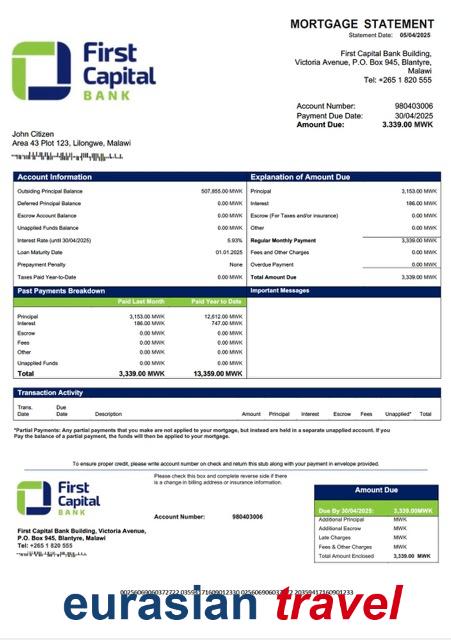 MORTGAGE STATEMENT
Statement Date: 05/04/2025
First Capital BANK
First Capital Bank Building,
Victoria Avenue, P.O. Box 945, Blantyre,
Malawi
Tel: +265 1 820 555
Account Number: 980403006
Payment Due Date: 30/04/2025
Amount Due: 3.339.00 MWK
John Citizen
Area 43 Plot 123, Lilongwe, Malawi
Account Information
Outsiding Principal Balance 507,855.00 MWK
Deferred Principal Balance 0.00 MWK
Escrow Account Balance 0.00 MWK
Unapplied Funds Balance 0.00 MWK
Interest Rate (until 30/04/2025) 5.93%
Loan Maturity Date 01.01.2025
Prepayment Penalty None
Taxes Paid Year-to-Date 0.00 MWK
Explanation of Amount Due
Principal 3,153.00 MWK
Interest 186.00 MWK
Escrow (For Taxes and/or insurance) 0.00 MWK
Other 0.00 MWK
Regular Monthly Payment 3,339.00 MWK
Fees and Other Charges 0.00 MWK
Overdue Payment 0.00 MWK
Total Amount Due 3,339.00 MWK
Past Payments Breakdown
Paid Last Month Paid Year to Date
Principal 3,153.00 MWK 12,612.00 MWK
Interest 186.00 MWK 747.00 MWK
Escrow 0.00 MWK 0.00 MWK
Fees 0.00 MWK 0.00 MWK
Other 0.00 MWK 0.00 MWK
Unapplied Funds 0.00 MWK 0.00 MWK
Total 3,339.00 MWK 13,359.00 MWK
Important Messages
Transaction Activity
Trans. Date Due Date Description Amount Principal Interest Escrow Fees Unapplied* Total
*Partial Payments: Any partial payments that you make are not applied to your mortgage, but instead are held in a separate unapplied account. If you
Pay the balance of a partial payment, the funds will then be applied to your mortgage.
To ensure proper credit, please write account number on check and return this stub along with your payment in envelope provided.
First Capital BANK
Please check this box and complete reverse side if there
is a change in billing address or insurance information.
Account Number: 980403006
First Capital Bank Building, Victoria Avenue,
P.O. Box 945, Blantyre, Malawi
Tel: +265 1 820 555
Amount Due
Due By 30/04/2025: 3,339.00MWK
Additional Principal MWK
Additional Escrow MWK
Late Charges MWK
Fees & Other Charges MWK
Total Amount Enclosed 3,339.00 MWK
eurasian travel